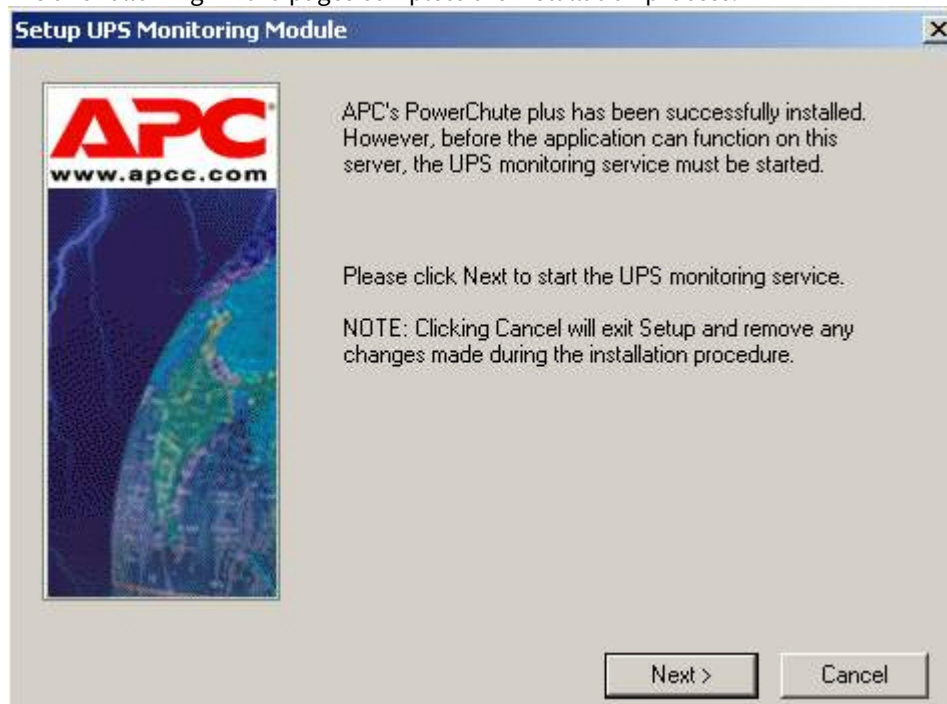 Setup UPS Monitoring Module
APC
www.apcc.com
APC's PowerChute plus has been successfully installed.
However, before the application can function on this
server, the UPS monitoring service must be started.
Please click Next to start the UPS monitoring service.
NOTE: Clicking Cancel will exit Setup and remove any
changes made during the installation procedure.
Next >
Cancel